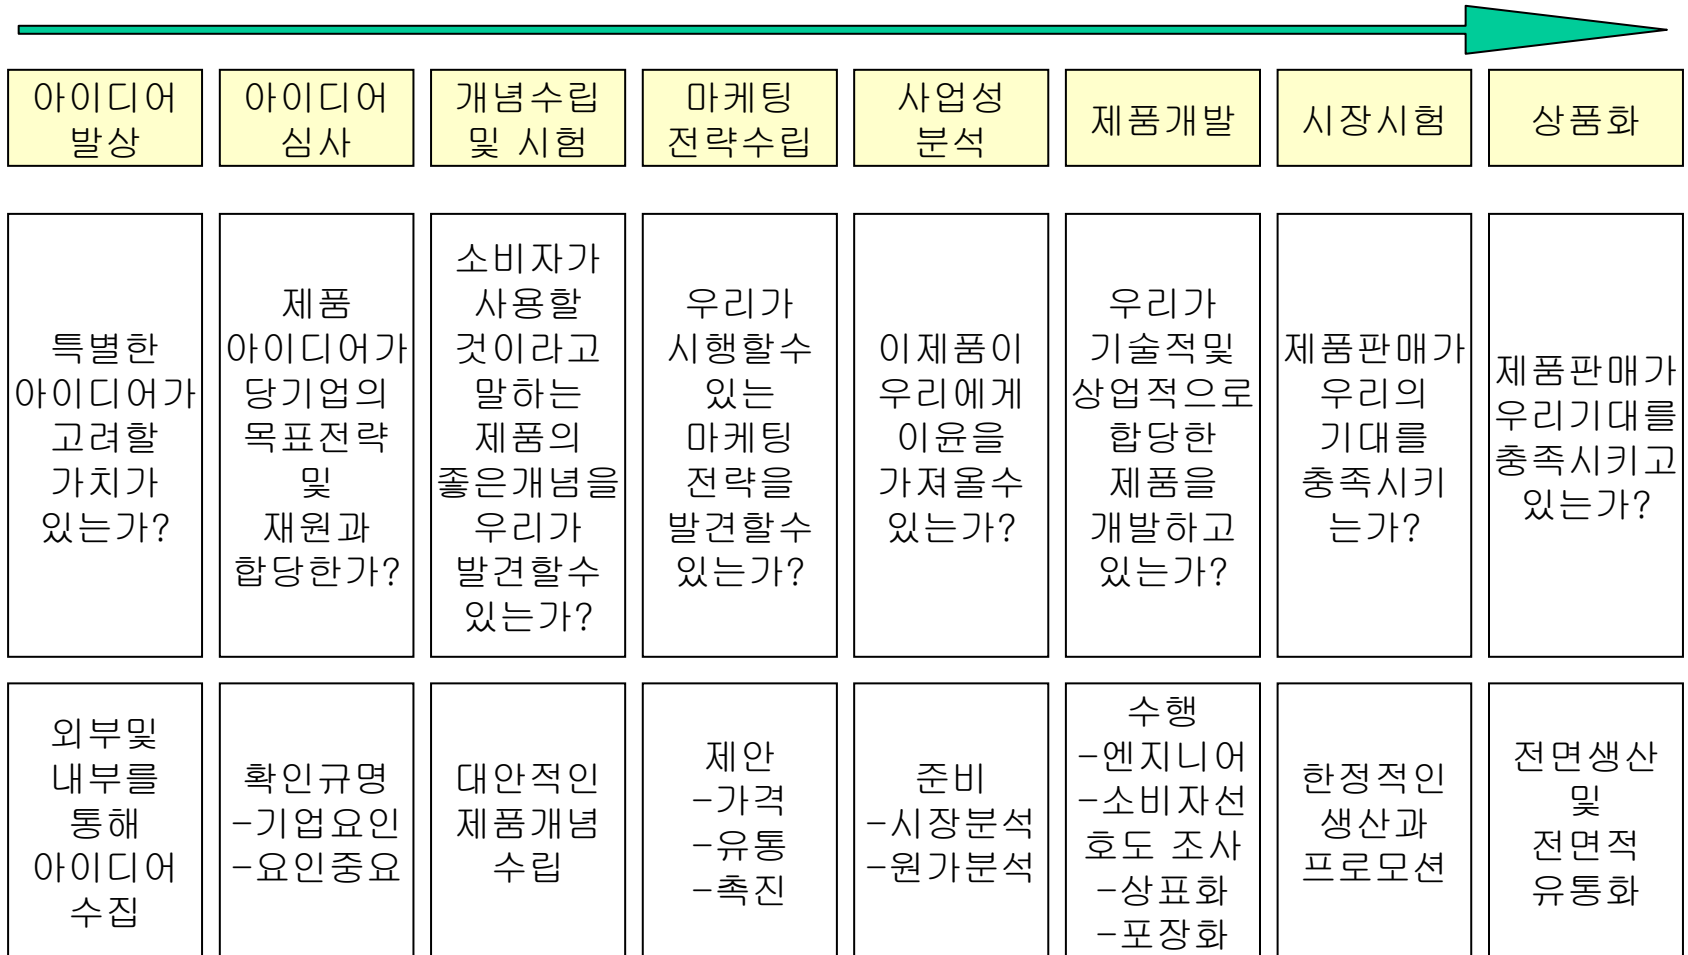 아이디어
발상
아이디어
심사
개념수립
및 시험
마케팅
전략수립
사업성
분석
제품개발
시장시험
상품화
특별한
아이디어가
고려할
가치가
있는가?
제품
아이디어가
당기업의
목표전략
및
재원과
합당한가?
소비자가
사용할
것이라고
말하는
제품의
좋은개념을
우리가
발견할수
있는가?
우리가
시행할수
있는
마케팅
전략을
발견할수
있는가?
이제품이
우리에게
이윤을
가져올수
있는가?
우리가
기술적및
상업적으로
합당한
제품을
개발하고
있는가?
제품판매가
우리의
기대를
충족시키
는가?
제품판매가
우리기대를
충족시키고
있는가?
외부및
내부를
통해
아이디어
수집
확인규명
-기업요인
-요인중요
대안적인
제품개념
수립
제안
-가격
-유통
-촉진
준비
-시장분석
-원가분석
수행
-엔지니어
-소비자선
호도 조사
-상표화
-포장화
한정적인
생산과
프로모션
전면생산
및
전면적
유통화